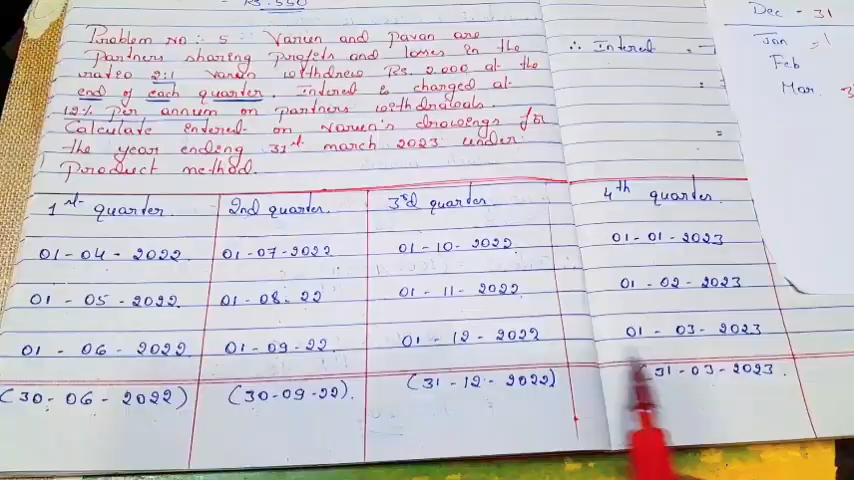 Rs. 550
Problem No : 5 Varun and Pavan are
Partners sharing profets and losses in the
ratio 2:1 Varun withdrew Rs. 2,000 at the
end of each quarter. Interest is charged at
12% Per annum on partners withdrawals.
Calculate interest on Varun's drawings for
the year ending 31st march 2023 under
Product method.
∴ Interest = -
=
=
Dec - 31
Jan
Feb
Mar 3
1st quarter 2nd quarter 3rd quarter 4th quarter
01-04-2022 01-07-2022 01-10-2022 01-01-2023
01-05-2022 01-08-22 01-11-2022 01-02-2023
01-06-2022 01-09-22 01-12-2022 01-03-2023
(30-06-2022) (30-09-22). (31-12-2022) (31-03-2023.